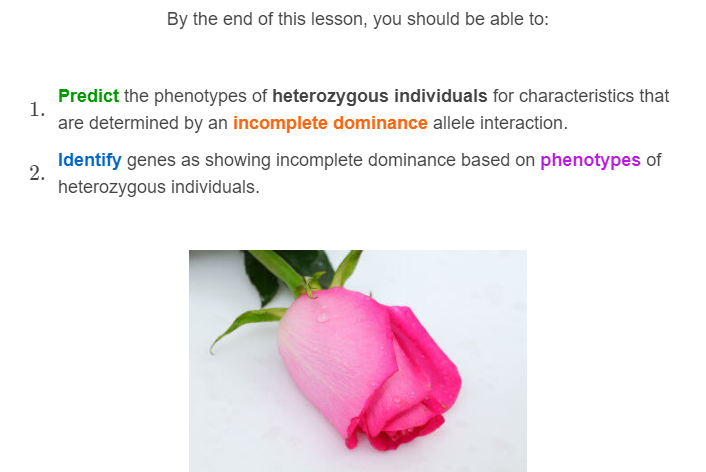 By the end of this lesson, you should be able to:
1. Predict the phenotypes of heterozygous individuals for characteristics that
are determined by an incomplete dominance allele interaction.
2. Identify genes as showing incomplete dominance based on phenotypes of
heterozygous individuals.